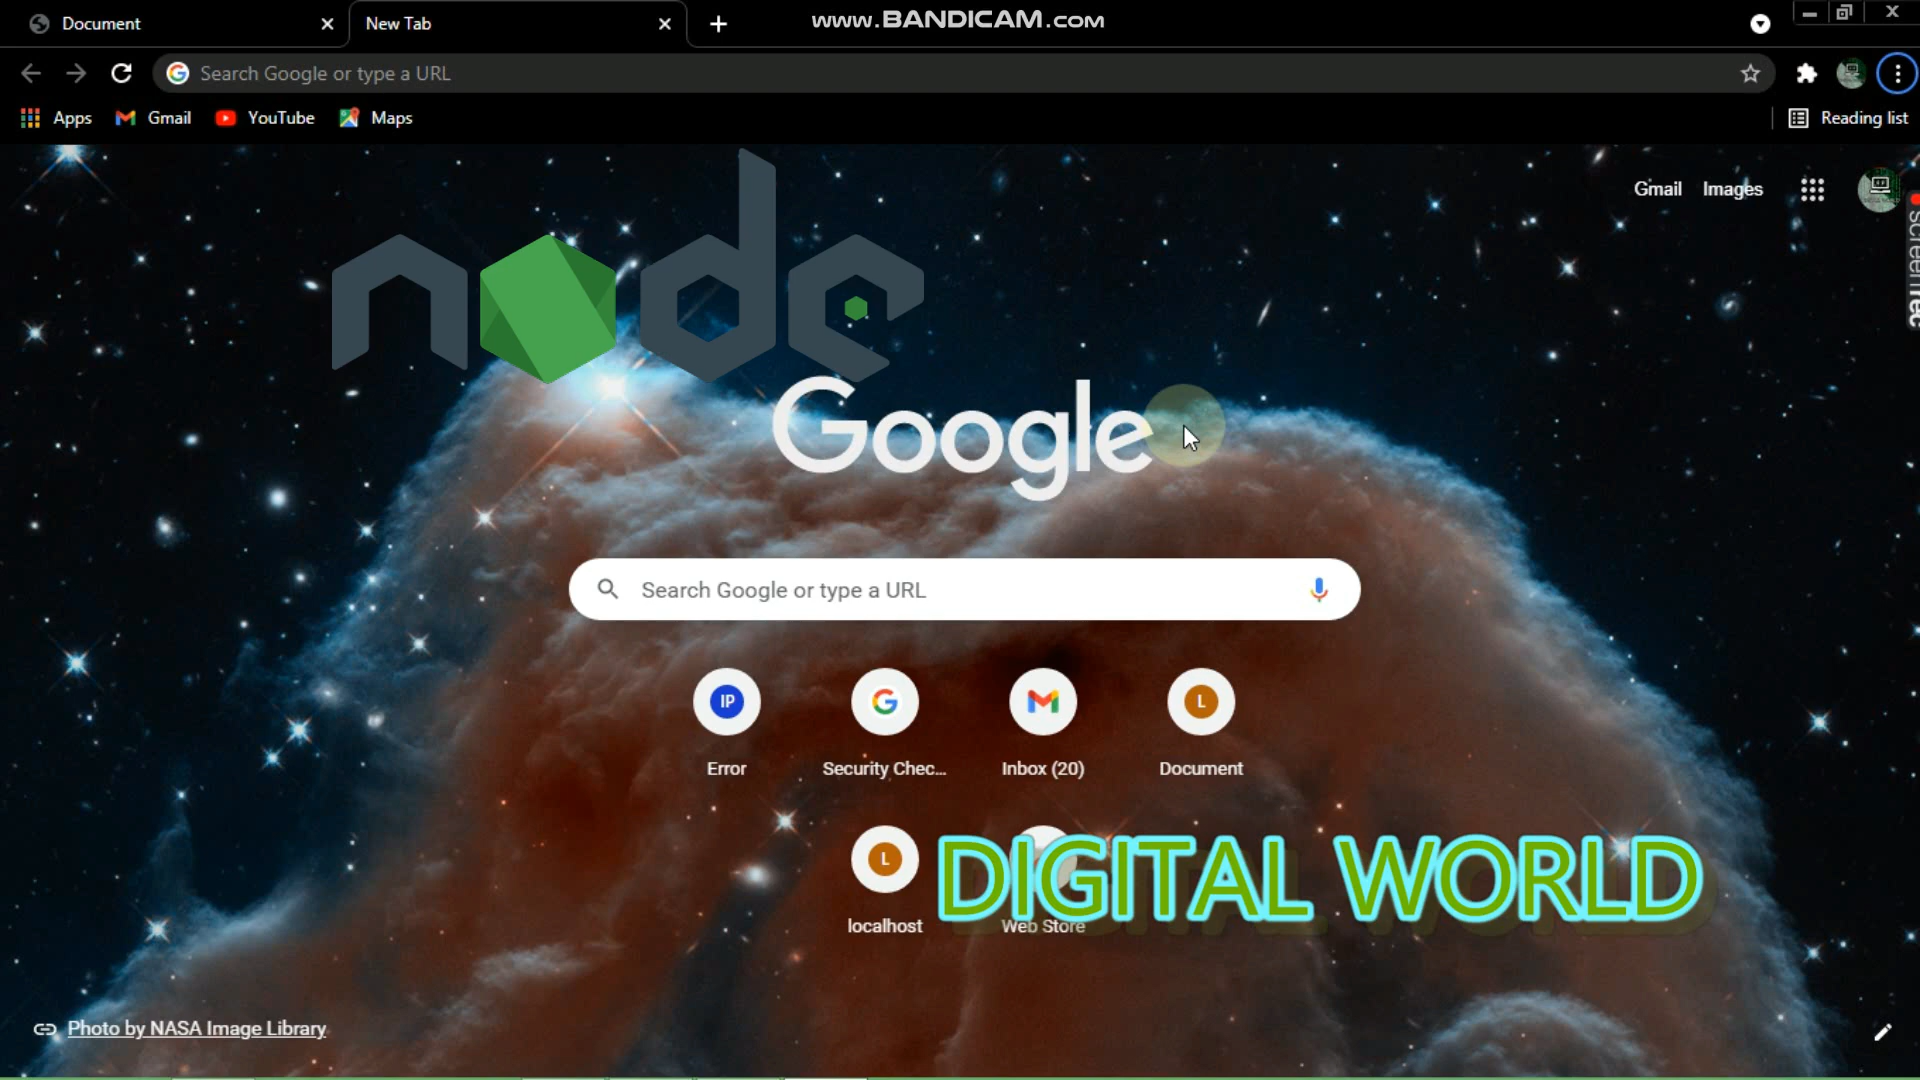 Document
New Tab
www.BANDICAM.com
Search Google or type a URL
Apps
Gmail
YouTube
Maps
Reading list
Gmail
Images
screenrec
node
Google
Search Google or type a URL
IP
L
Error
Security Chec...
Inbox (20)
Document
L
DIGITAL WORLD
localhost
Web Store
Photo by NASA Image Library